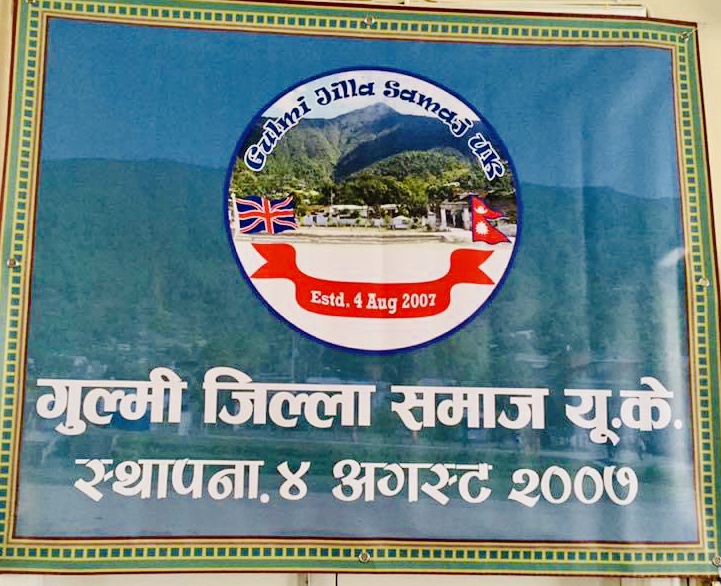 Gulmi Jilla Samaj UK
Estd. 4 Aug 2007
गुल्मी जिल्ला समाज यू.के.
स्थापना. ४ अगस्ट २००७